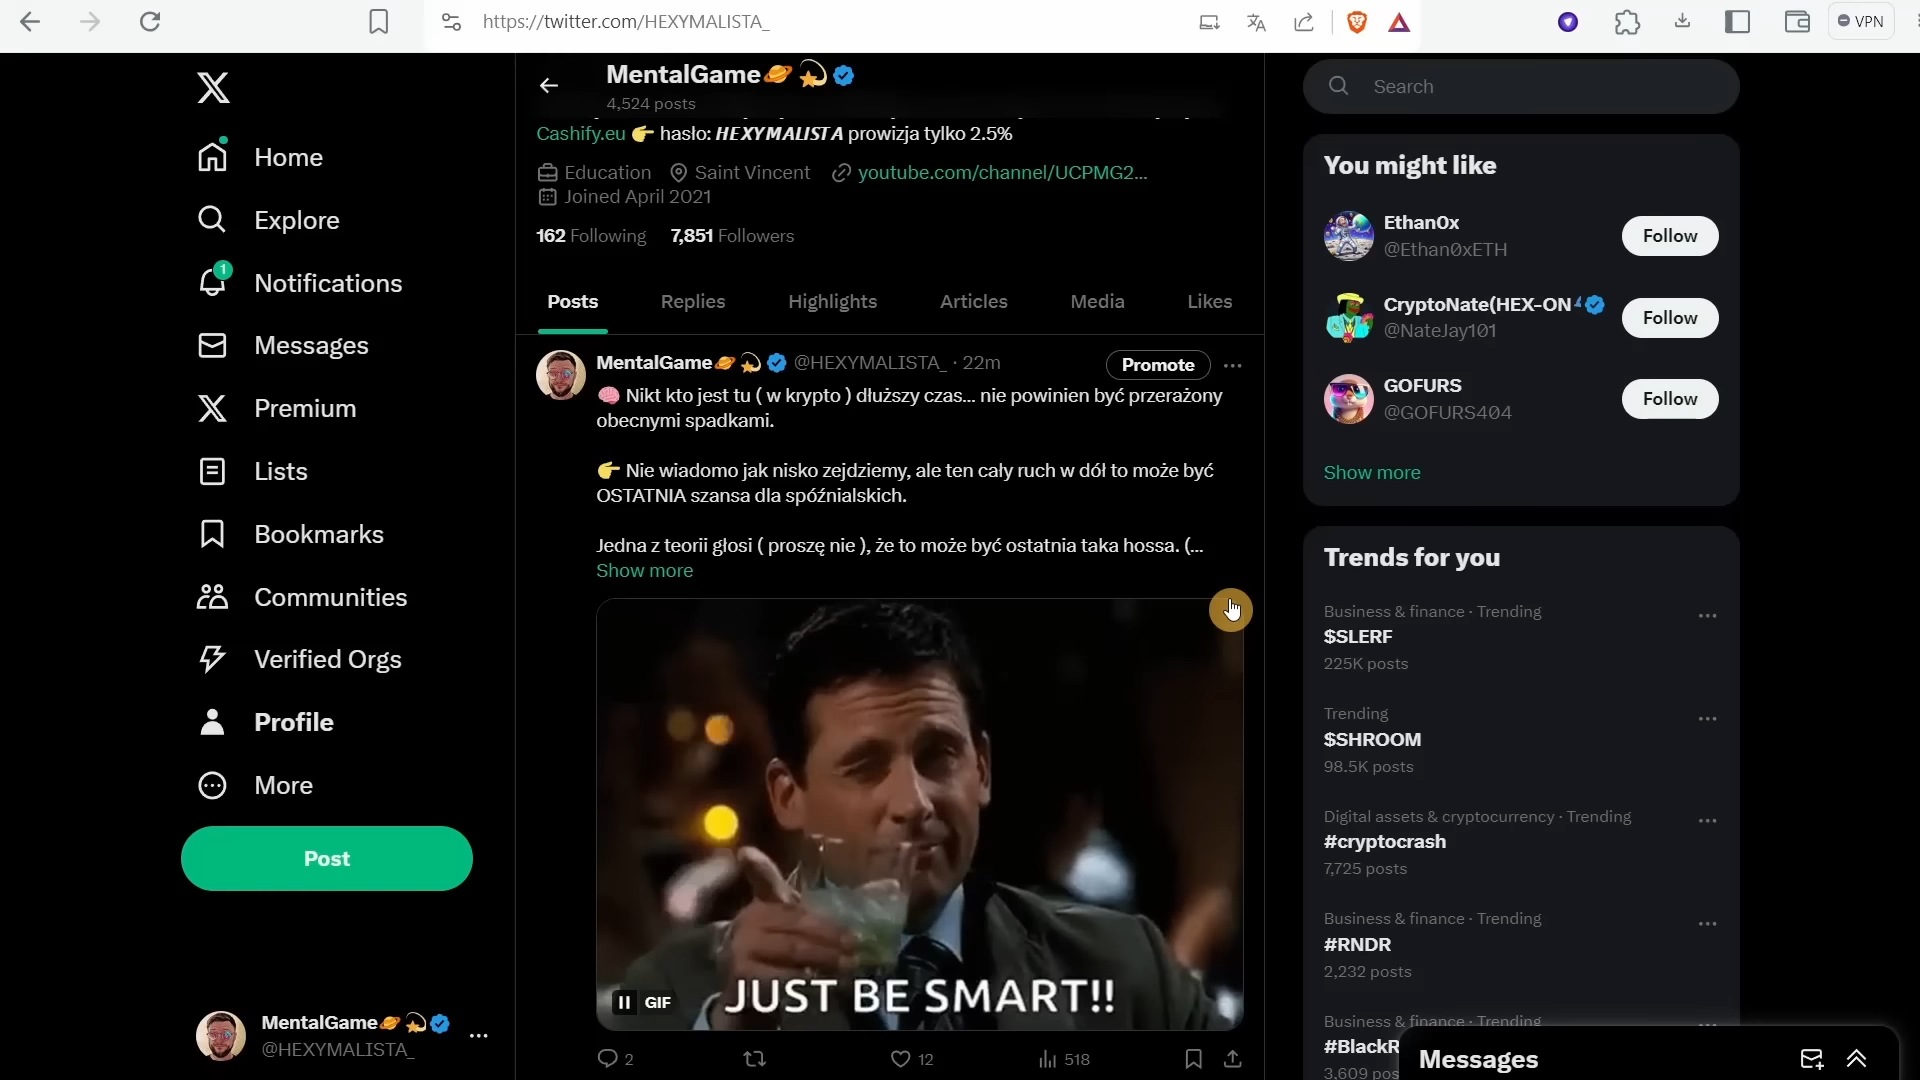 https://twitter.com/HEXYMALISTA_
VPN
MentalGame
4,524 posts
Cashify.eu 👉 hasło: HEXYMALISTA prowizja tylko 2.5%
Education Saint Vincent youtube.com/channel/UCPMG2...
Joined April 2021
162 Following 7,851 Followers
Posts Replies Highlights Articles Media Likes
MentalGame @HEXYMALISTA_ · 22m
Promote
🧠 Nikt kto jest tu ( w krypto ) dłuższy czas... nie powinien być przerażony
obecnymi spadkami.
👉 Nie wiadomo jak nisko zejdziemy, ale ten cały ruch w dół to może być
OSTATNIA szansa dla spóźnialskich.
Jedna z teorii głosi ( proszę nie ), że to może być ostatnia taka hossa. (...
Show more
JUST BE SMART!!
GIF
2 12 518
Home
Explore
1
Notifications
Messages
Premium
Lists
Bookmarks
Communities
Verified Orgs
Profile
More
Post
MentalGame
@HEXYMALISTA_
Search
You might like
Ethan0x
@Ethan0xETH
Follow
CryptoNate(HEX-ON
@NateJay101
Follow
GOFURS
@GOFURS404
Follow
Show more
Trends for you
Business & finance · Trending
$SLERF
225K posts
Trending
$SHROOM
98.5K posts
Digital assets & cryptocurrency · Trending
#cryptocrash
7,725 posts
Business & finance · Trending
#RNDR
2,232 posts
Business & finance · Trending
#BlackR
3,609 pos
Messages